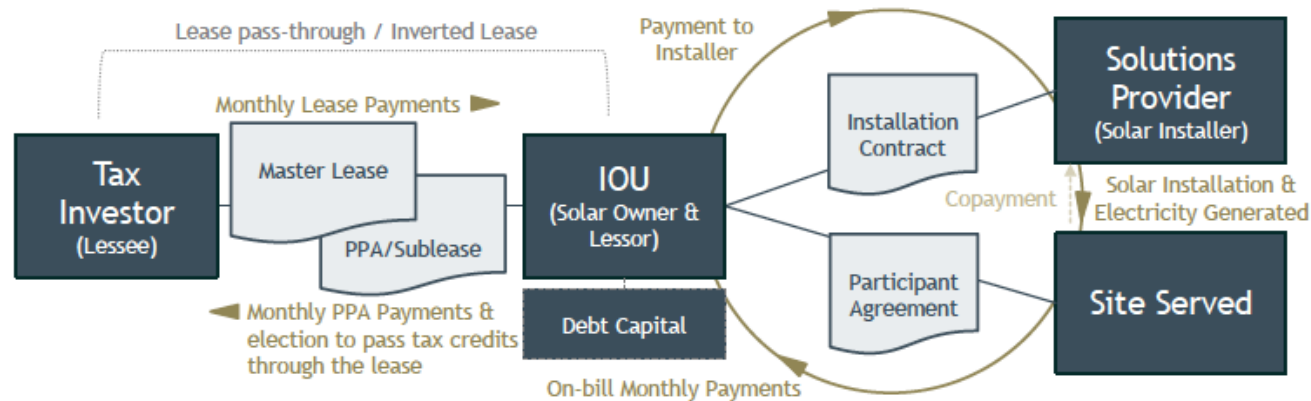 Lease pass-through / Inverted Lease
Monthly Lease Payments
Tax
Investor
(Lessee)
Master Lease
PPA/Sublease
Monthly PPA Payments &
election to pass tax credits
through the lease
IOU
(Solar Owner &
Lessor)
Debt Capital
Payment to
Installer
Installation
Contract
Participant
Agreement
On-bill Monthly Payments
Solutions
Provider
(Solar Installer)
Copayment
Solar Installation &
Electricity Generated
Site Served